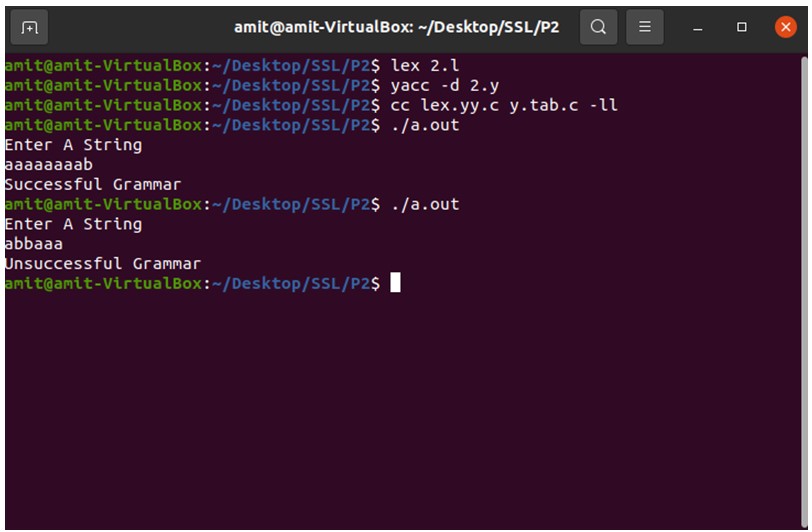 amit@amit-VirtualBox: ~/Desktop/SSL/P2
amit@amit-VirtualBox:~/Desktop/SSL/P2$ lex 2.l
amit@amit-VirtualBox:~/Desktop/SSL/P2$ yacc -d 2.y
amit@amit-VirtualBox:~/Desktop/SSL/P2$ cc lex.yy.c y.tab.c -ll
amit@amit-VirtualBox:~/Desktop/SSL/P2$ ./a.out
Enter A String
aaaaaaaab
Successful Grammar
amit@amit-VirtualBox:~/Desktop/SSL/P2$ ./a.out
Enter A String
abbaaa
Unsuccessful Grammar
amit@amit-VirtualBox:~/Desktop/SSL/P2$